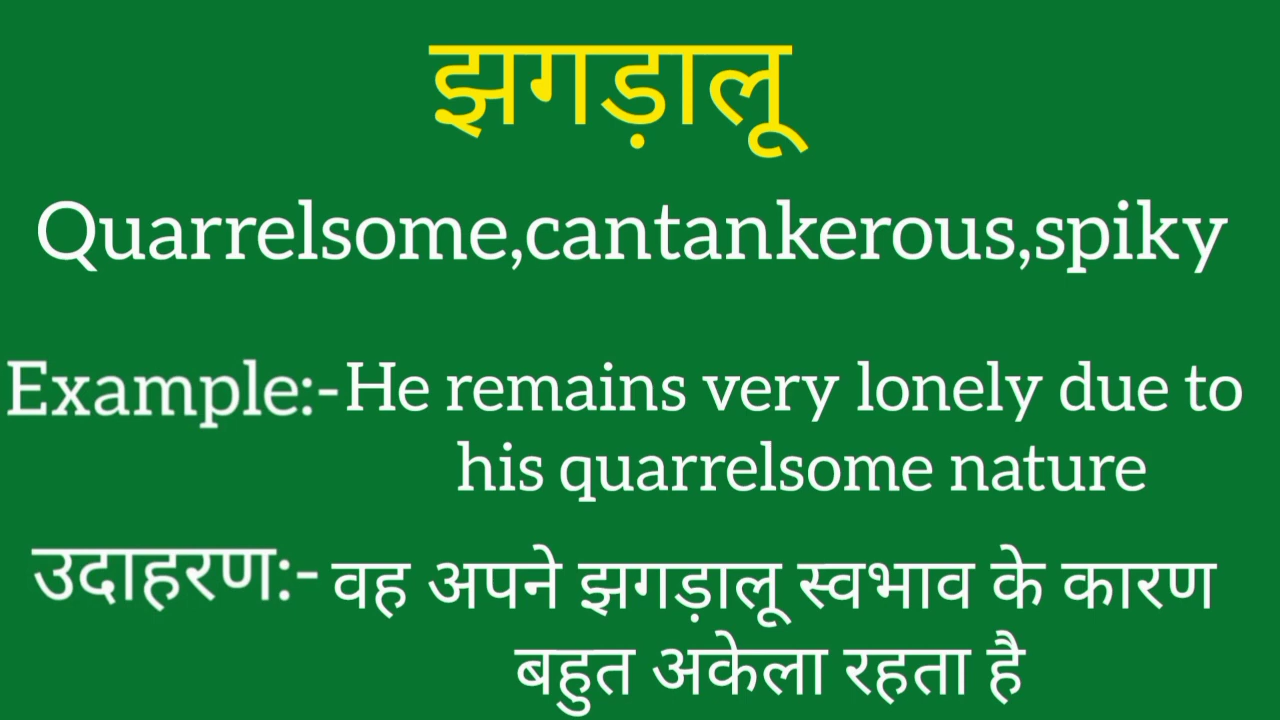 झगड़ालू
Quarrelsome,cantankerous,spiky
Example:-He remains very lonely due to
his quarrelsome nature
उदाहरण:- वह अपने झगड़ालू स्वभाव के कारण
बहुत अकेला रहता है